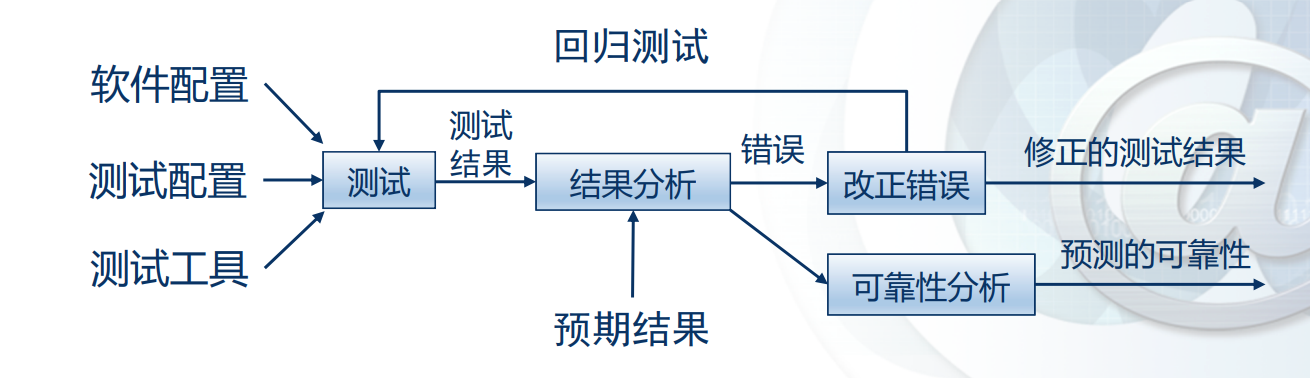 回归测试
软件配置
测试配置
测试工具
测试
测试
结果
结果分析
预期结果
错误
改正错误
修正的测试结果
可靠性分析
预测的可靠性